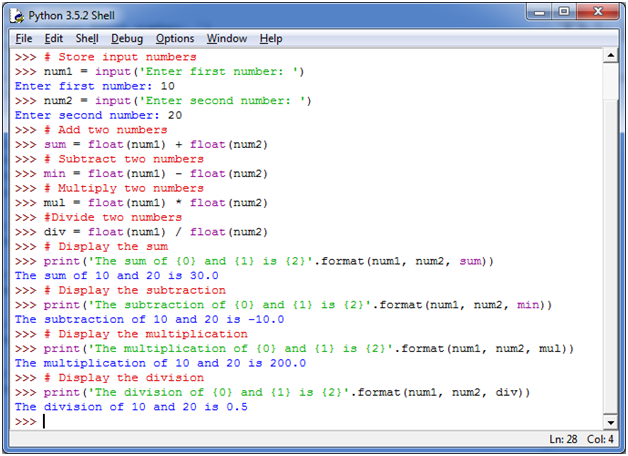 Python 3.5.2 Shell
File Edit Shell Debug Options Window Help
>>> # Store input numbers
>>> num1 = input('Enter first number: ')
Enter first number: 10
>>> num2 = input('Enter second number: ')
Enter second number: 20
>>> # Add two numbers
>>> sum = float(num1) + float(num2)
>>> # Subtract two numbers
>>> min = float(num1) - float(num2)
>>> # Multiply two numbers
>>> mul = float(num1) * float(num2)
>>> #Divide two numbers
>>> div = float(num1) / float(num2)
>>> # Display the sum
>>> print('The sum of {0} and {1} is {2}'.format(num1, num2, sum))
The sum of 10 and 20 is 30.0
>>> # Display the subtraction
>>> print('The subtraction of {0} and {1} is {2}'.format(num1, num2, min))
The subtraction of 10 and 20 is -10.0
>>> # Display the multiplication
>>> print('The multiplication of {0} and {1} is {2}'.format(num1, num2, mul))
The multiplication of 10 and 20 is 200.0
>>> # Display the division
>>> print('The division of {0} and {1} is {2}'.format(num1, num2, div))
The division of 10 and 20 is 0.5
>>>
Ln: 28 Col: 4